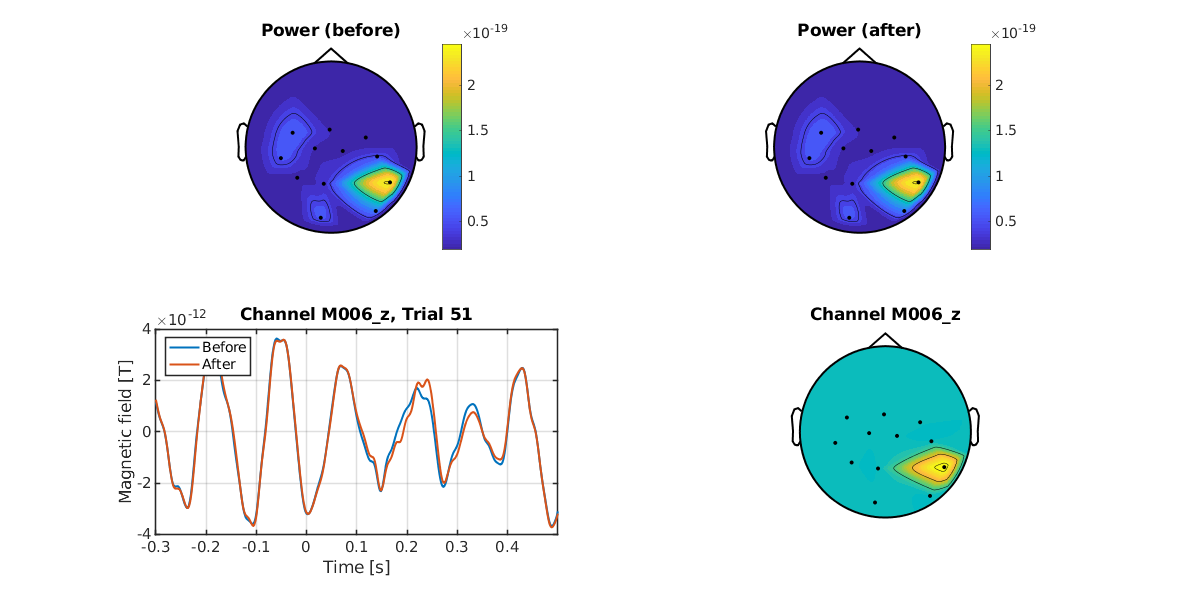 Power (before)
×10-19
2
1.5
1
0.5
Power (after)
×10-19
2
1.5
1
0.5
Channel M006_z, Trial 51
×10-12
Before
After
4
2
0
-2
-4
Magnetic field [T]
-0.3 -0.2 -0.1 0 0.1 0.2 0.3 0.4
Time [s]
Channel M006_z